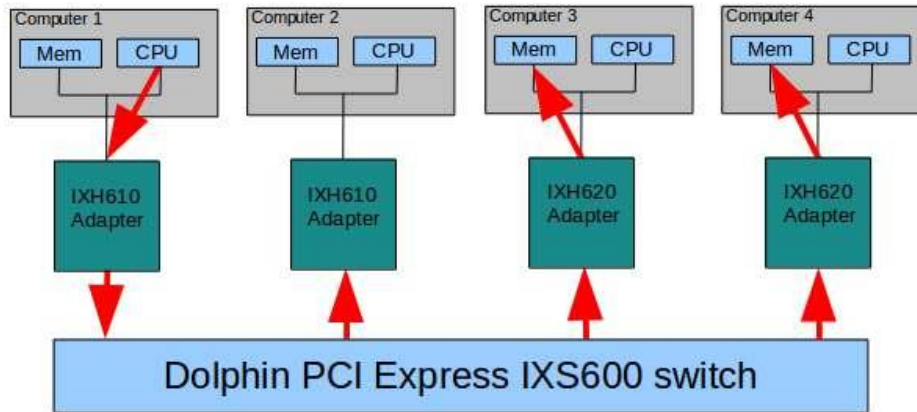 Computer 1
Mem
CPU
Computer 2
Mem
CPU
Computer 3
Mem
CPU
Computer 4
Mem
CPU
IXH610
Adapter
IXH610
Adapter
IXH620
Adapter
IXH620
Adapter
Dolphin PCI Express IXS600 switch